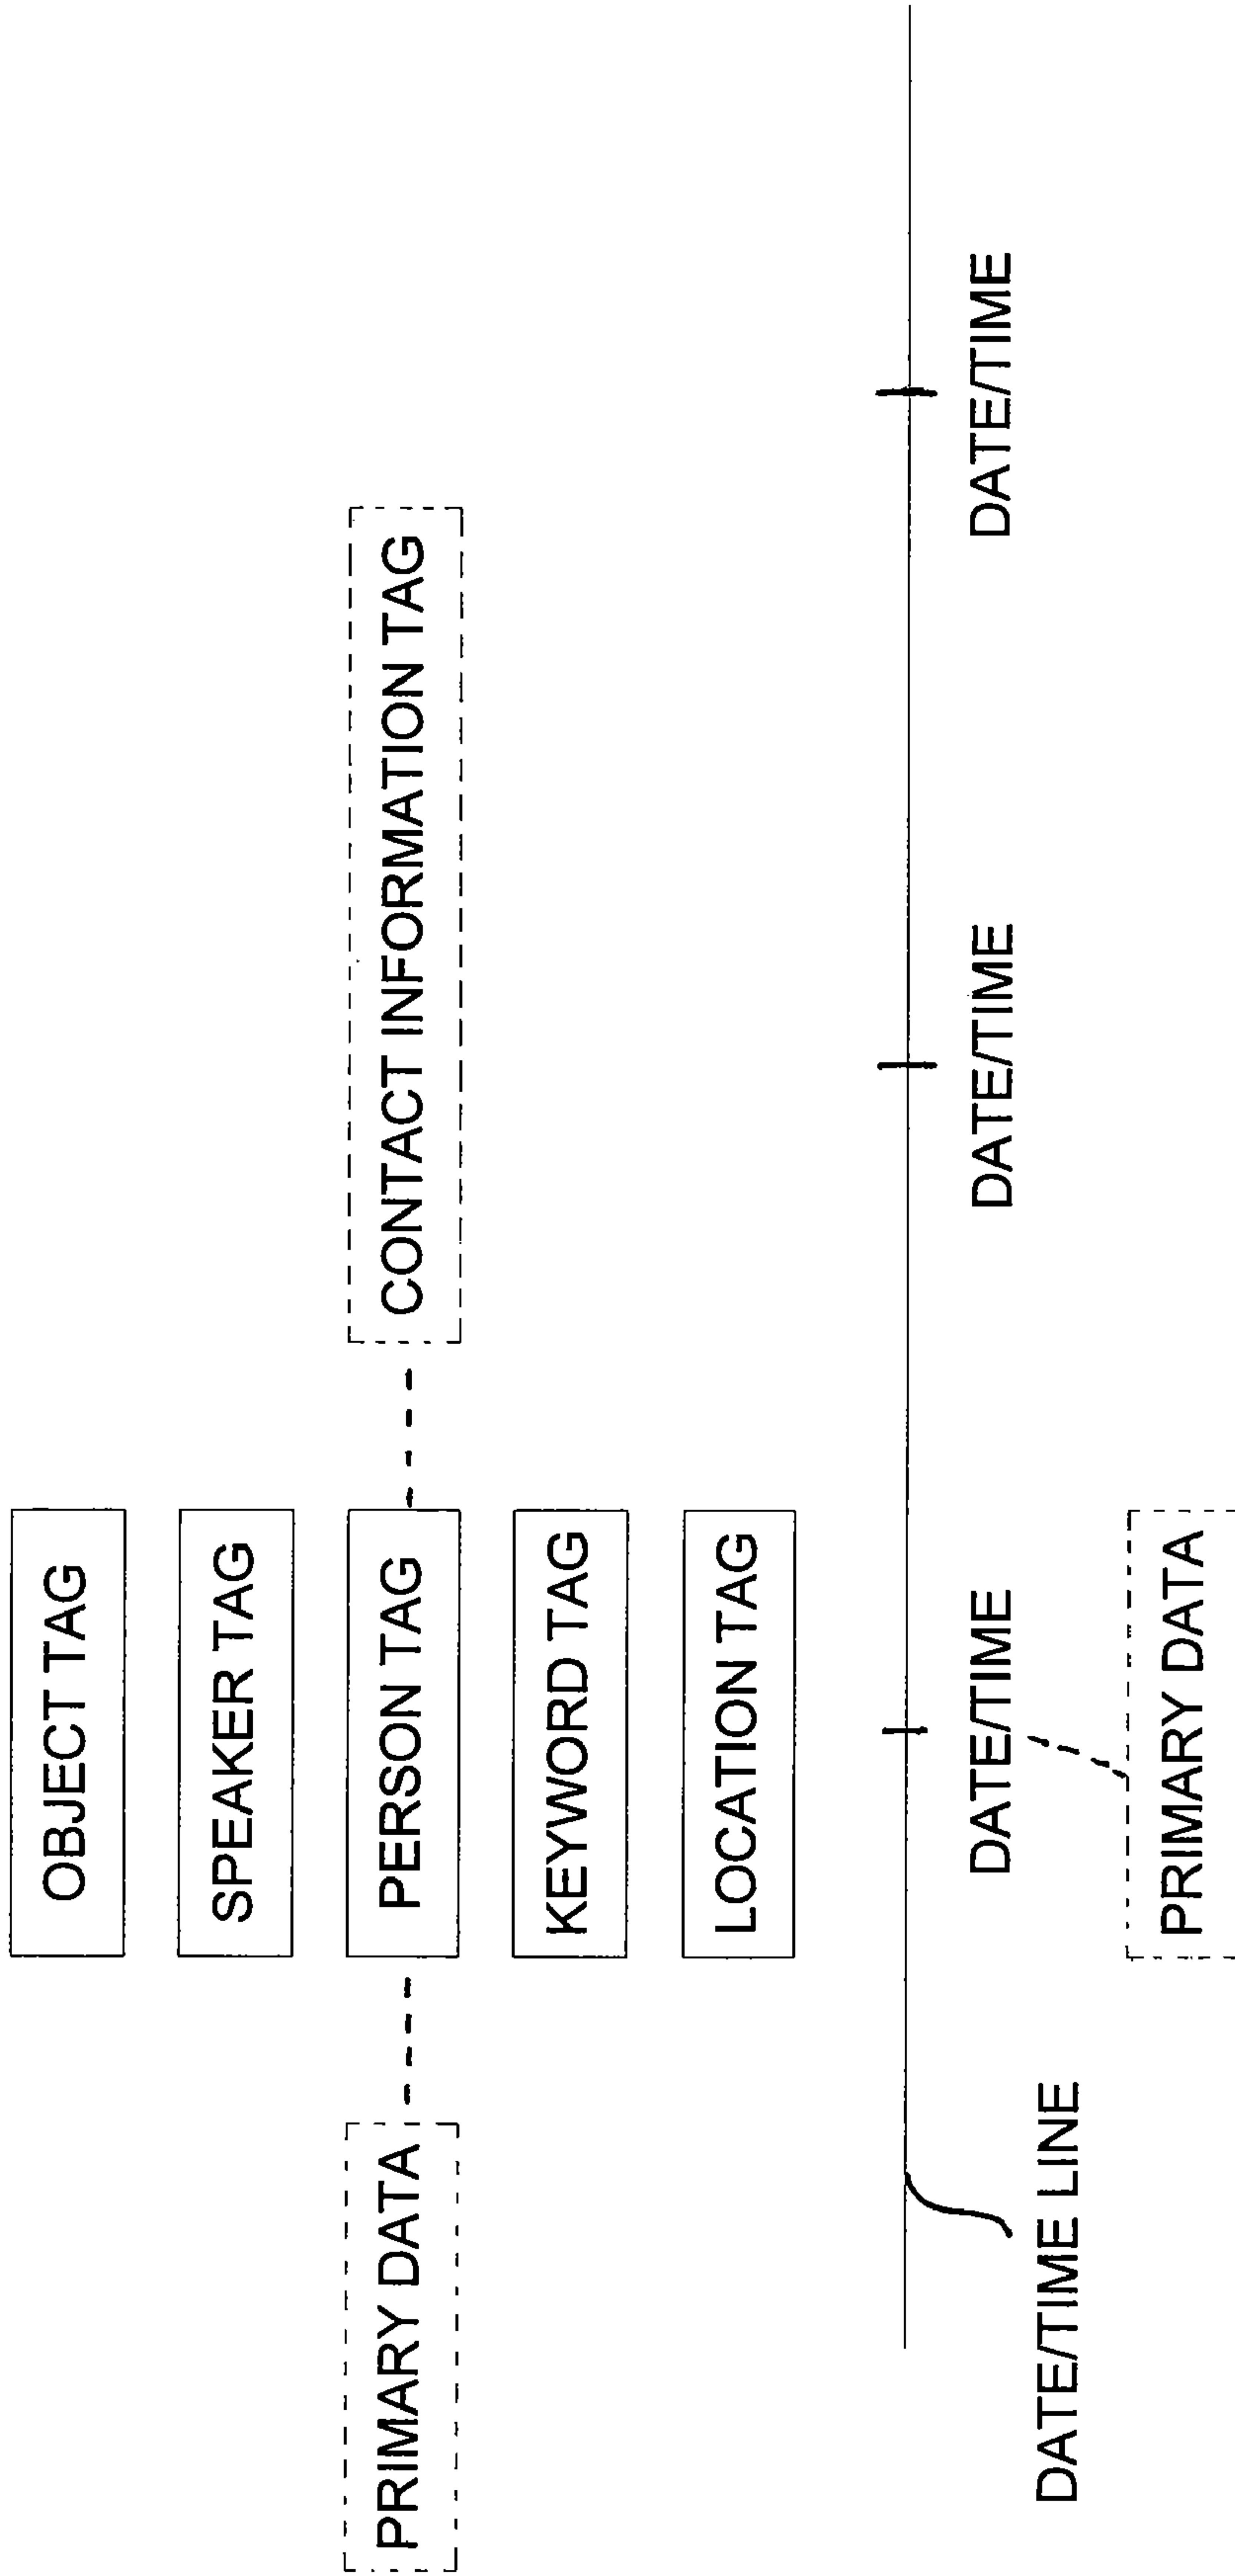 OBJECT TAG
SPEAKER TAG
PRIMARY DATA
PERSON TAG
CONTACT INFORMATION TAG
KEYWORD TAG
LOCATION TAG
DATE/TIME
DATE/TIME
DATE/TIME
DATE/TIME LINE
PRIMARY DATA